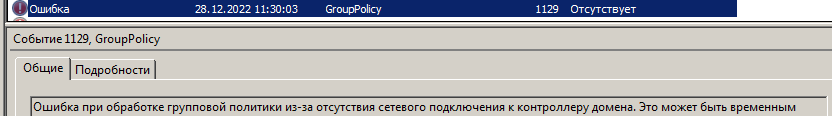 Ошибка 28.12.2022 11:30:03 GroupPolicy 1129 Отсутствует
Событие 1129, GroupPolicy
Общие Подробности
Ошибка при обработке групповой политики из-за отсутствия сетевого подключения к контроллеру домена. Это может быть временным